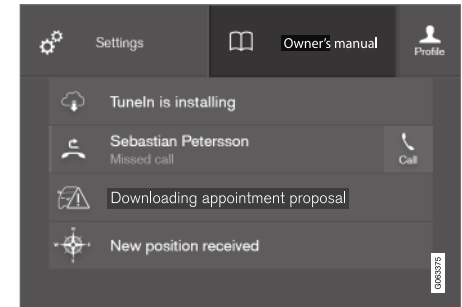 Settings
Owner's manual
Profile
TuneIn is installing
Sebastian Petersson
Missed call
Call
Downloading appointment proposal
New position received
G063375